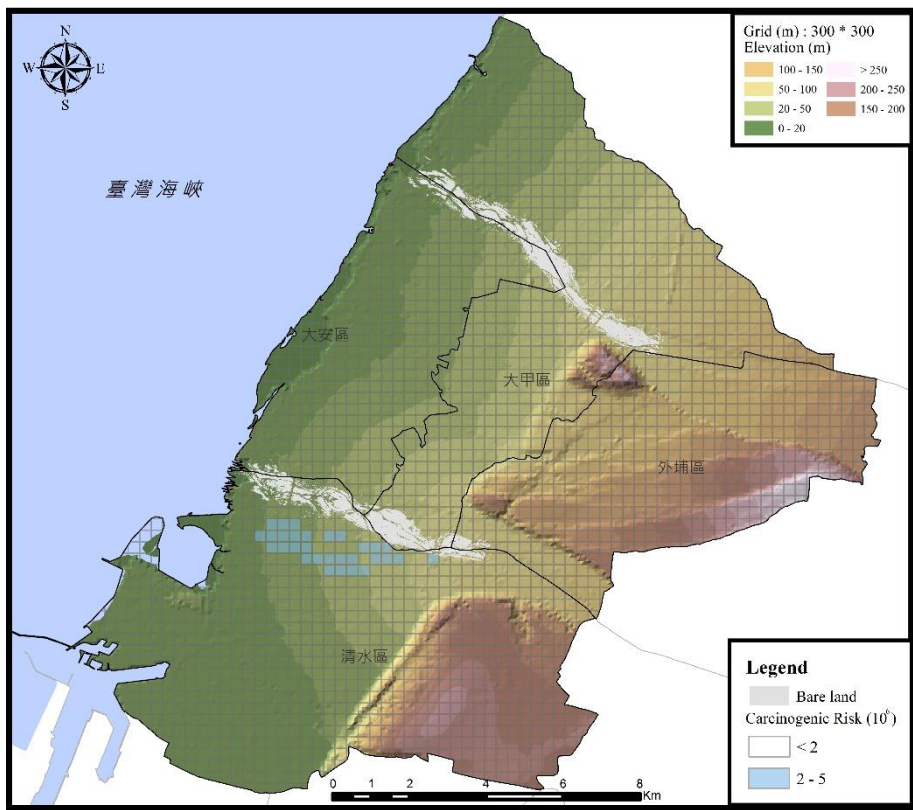 N
W E
S
Grid (m) : 300 * 300
Elevation (m)
100 - 150
> 250
50 - 100
200 - 250
20 - 50
150 - 200
0 - 20
臺灣海峽
大安區
大甲區
外埔區
清水區
Legend
Bare land
Carcinogenic Risk (10⁶)
< 2
2 - 5
0 1 2 4 6 8
Km